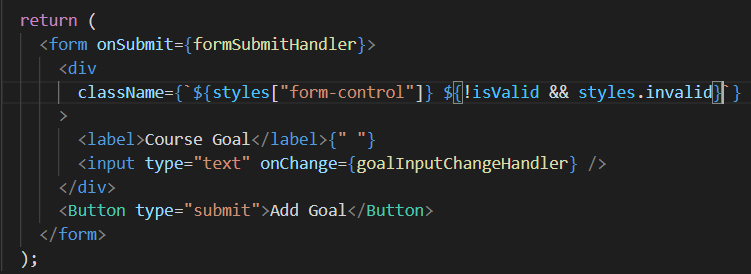 return (
<form onSubmit={formSubmitHandler}>
<div
className={`${styles["form-control"]} ${!isValid && styles.invalid}`}
>
<label>Course Goal</label>{" "}
<input type="text" onChange={goalInputChangeHandler} />
</div>
<Button type="submit">Add Goal</Button>
</form>
);